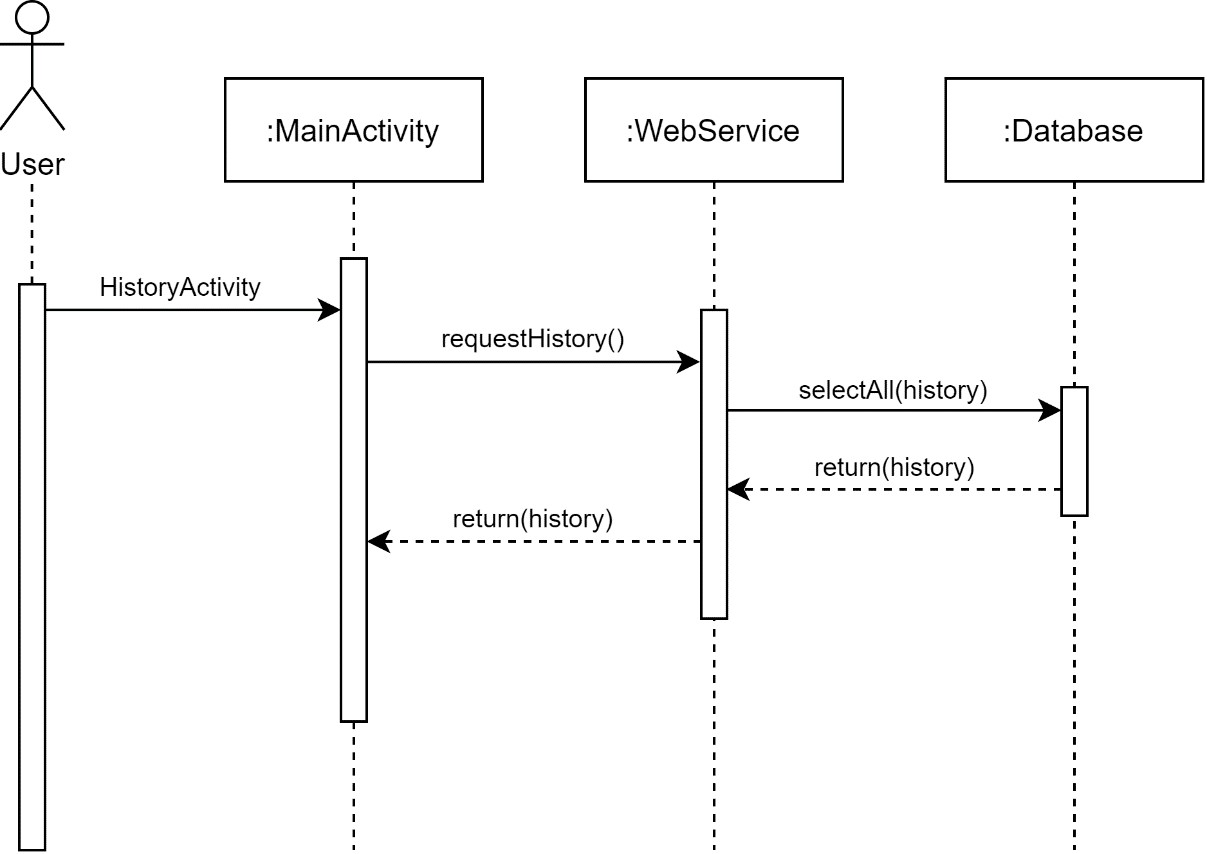 User
:MainActivity
:WebService
:Database
HistoryActivity
requestHistory()
selectAll(history)
return(history)
return(history)